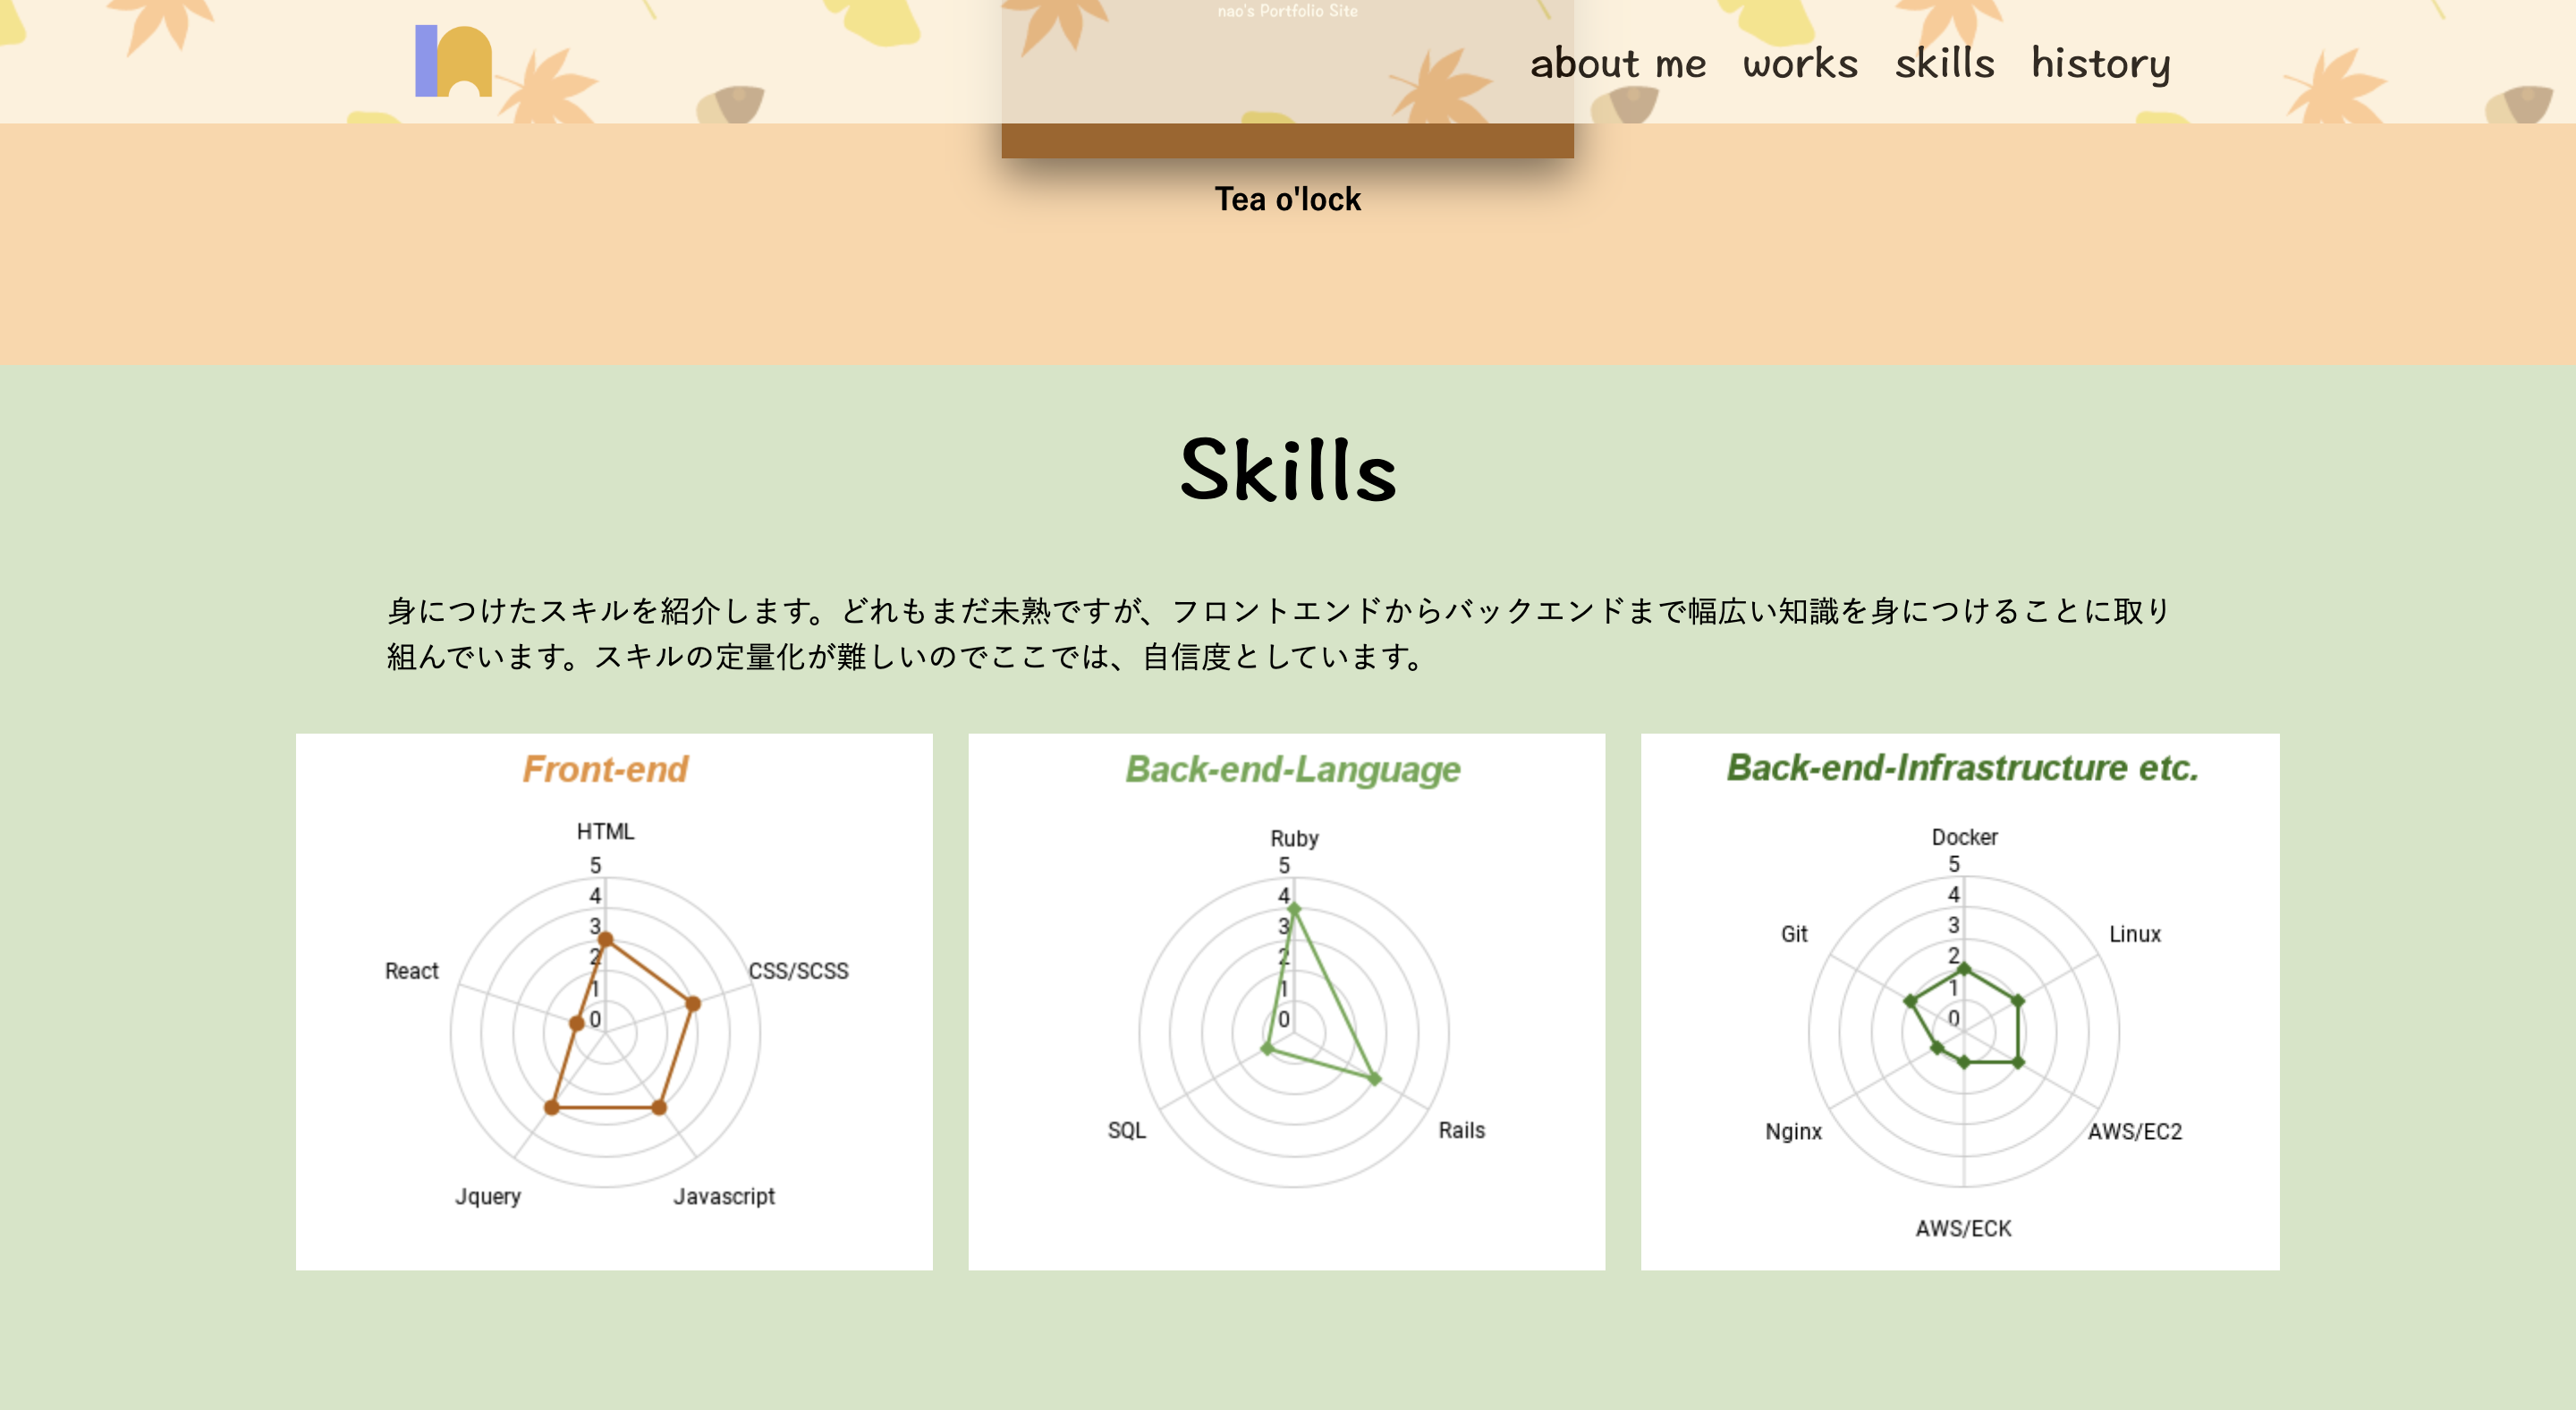 nao's Portfolio Site
about me works skills history
Tea o'lock
Skills
身につけたスキルを紹介します。どれもまだ未熟ですが、フロントエンドからバックエンドまで幅広い知識を身につけることに取り
組んでいます。スキルの定量化が難しいのでここでは、自信度としています。
Front-end
HTML
5
4
3
2
1
0
React
CSS/SCSS
Jquery
Javascript
Back-end-Language
Ruby
5
4
3
2
1
0
SQL
Rails
Back-end-Infrastructure etc.
Docker
5
4
3
2
1
0
Git
Linux
Nginx
AWS/EC2
AWS/ECK